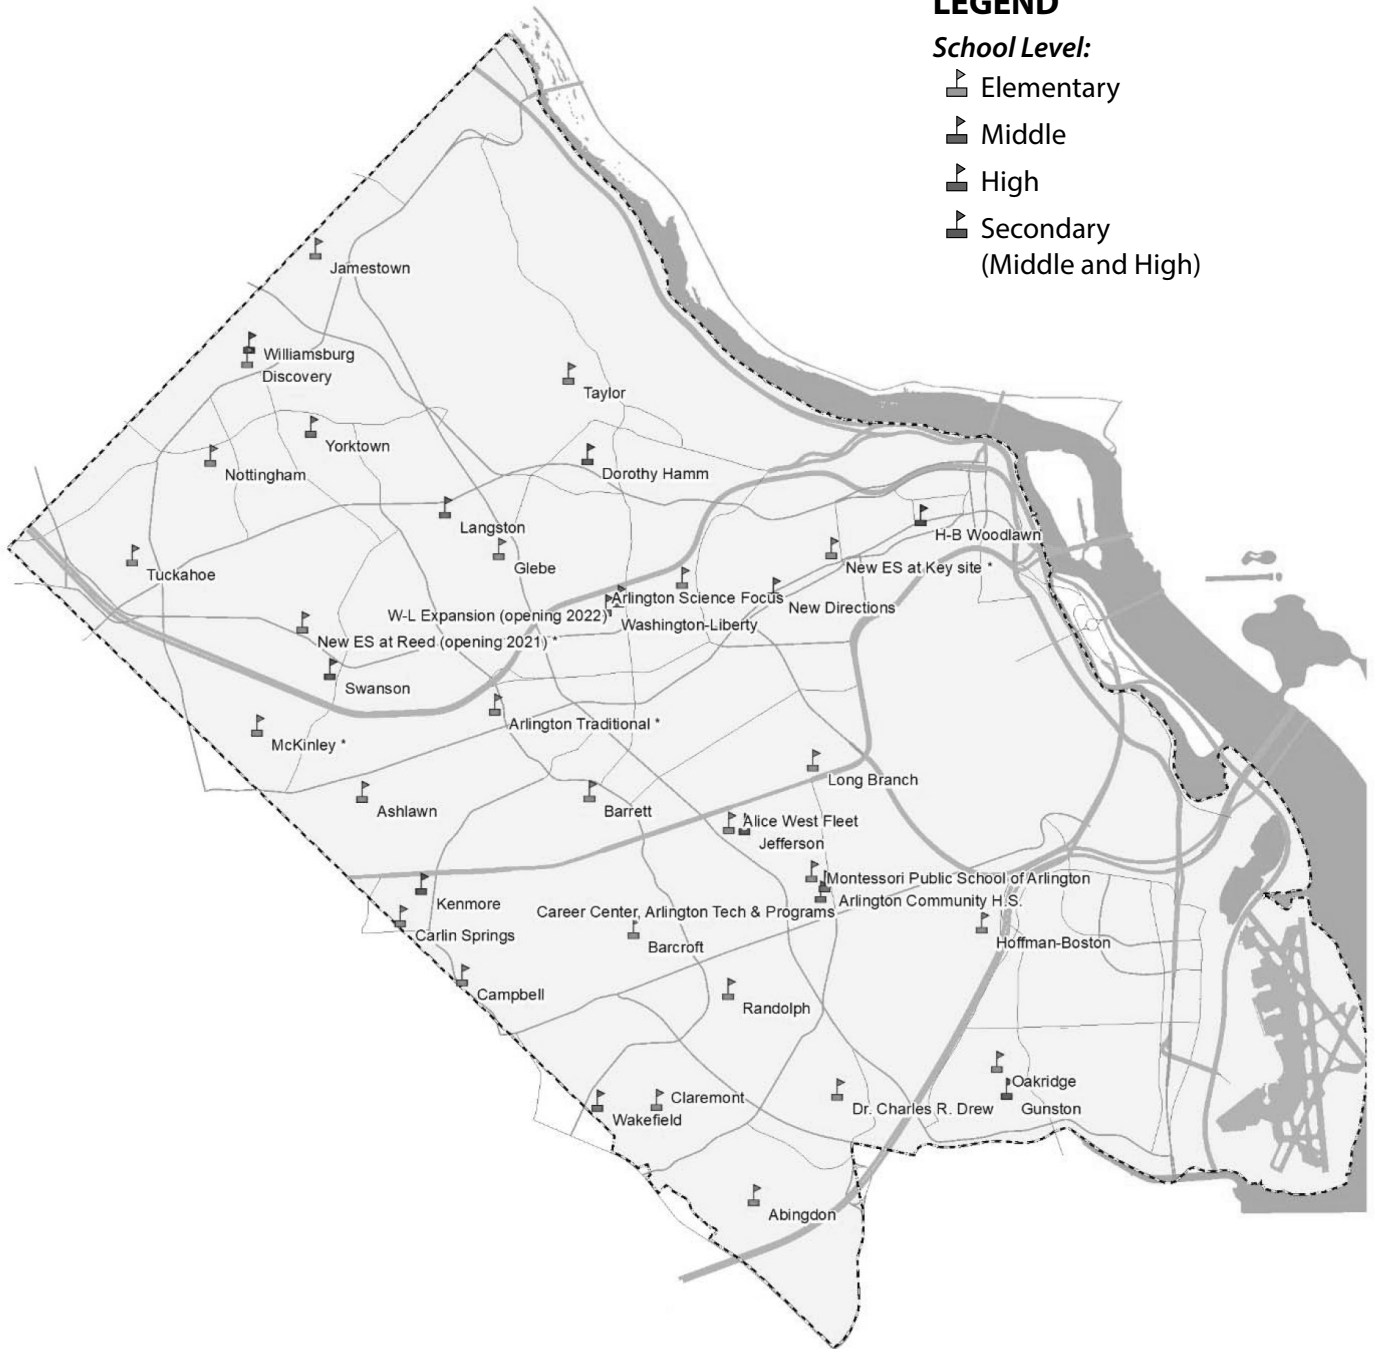 LEGEND
School Level:
Elementary
Middle
High
Secondary
(Middle and High)
Jamestown
Williamsburg
Discovery
Taylor
Yorktown
Nottingham
Dorothy Hamm
Langston
H-B Woodlawn
Glebe
New ES at Key site *
Tuckahoe
Arlington Science Focus
New Directions
W-L Expansion (opening 2022)*
Washington-Liberty
New ES at Reed (opening 2021) *
Swanson
Arlington Traditional *
McKinley *
Long Branch
Ashlawn
Barrett
Alice West Fleet
Jefferson
Montessori Public School of Arlington
Arlington Community H.S.
Kenmore
Career Center, Arlington Tech & Programs
Carlin Springs
Barcroft
Hoffman-Boston
Campbell
Randolph
Oakridge
Claremont
Dr. Charles R. Drew
Gunston
Wakefield
Abingdon